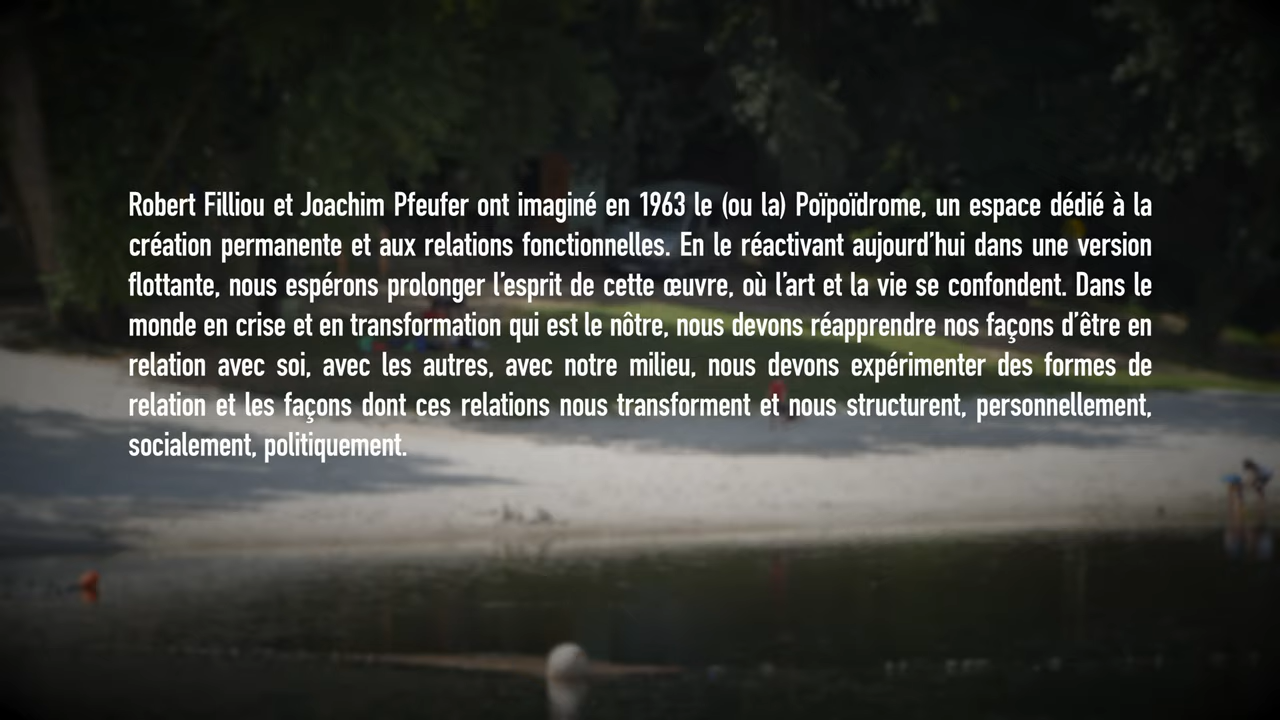 Robert Filliou et Joachim Pfeufer ont imaginé en 1963 le (ou la) Poïpoïdrome, un espace dédié à la
création permanente et aux relations fonctionnelles. En le réactivant aujourd’hui dans une version
flottante, nous espérons prolonger l’esprit de cette œuvre, où l’art et la vie se confondent. Dans le
monde en crise et en transformation qui est le nôtre, nous devons réapprendre nos façons d’être en
relation avec soi, avec les autres, avec notre milieu, nous devons expérimenter des formes de
relation et les façons dont ces relations nous transforment et nous structurent, personnellement,
socialement, politiquement.